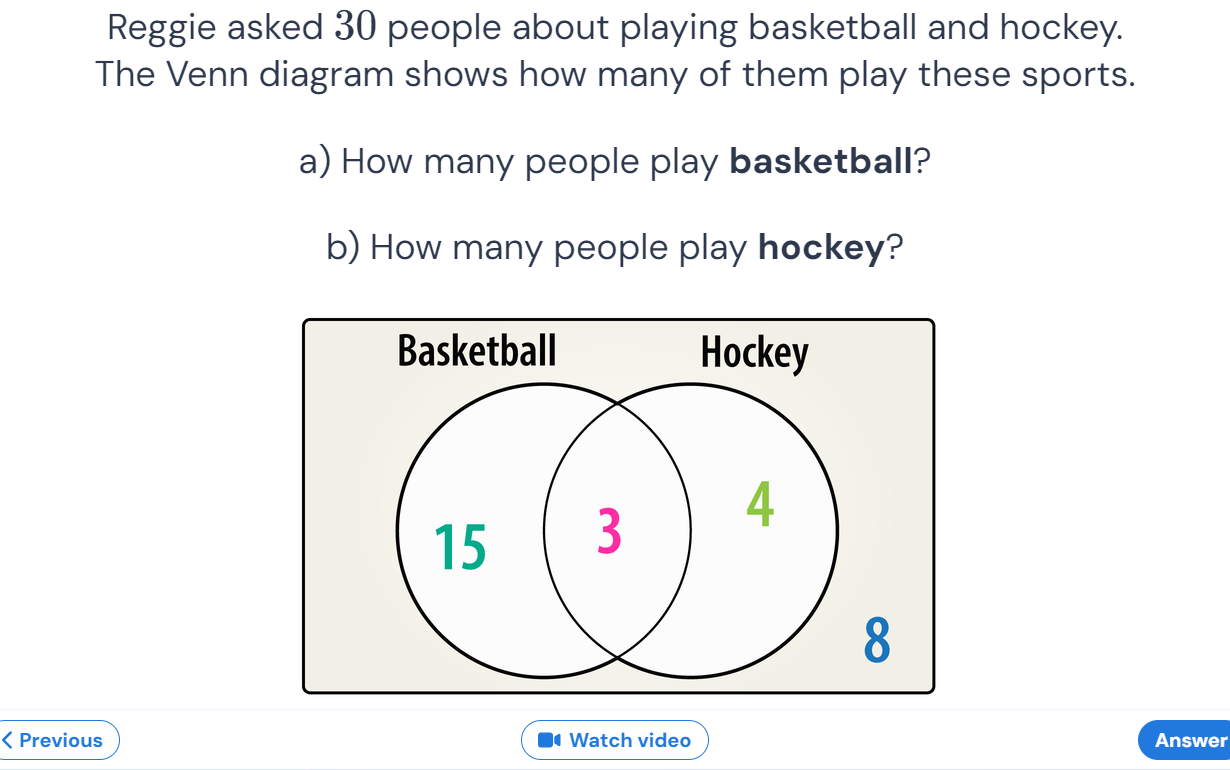 Reggie asked 30 people about playing basketball and hockey.
The Venn diagram shows how many of them play these sports.
a) How many people play basketball?
b) How many people play hockey?
Basketball Hockey
15 3 4
8
Previous Watch video Answer